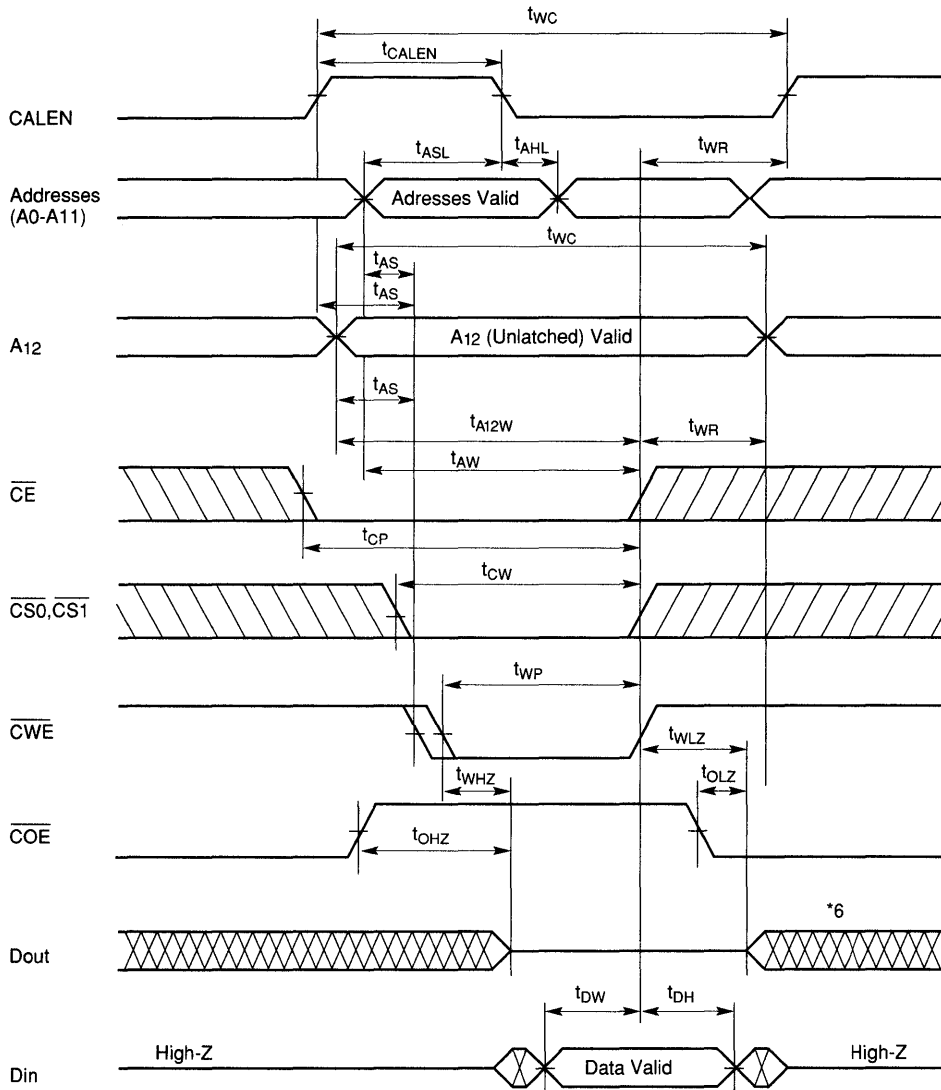 tWC
tCALEN
CALEN
tASL
tAHL
tWR
Addresses
(A0-A11)
Adresses Valid
tWC
tAS
tAS
A12
A12 (Unlatched) Valid
tAS
tA12W
tWR
tAW
CE
tCP
tCW
CS0,CS1
tWP
CWE
tWLZ
tWHZ
tOLZ
COE
tOHZ
*6
Dout
tDW
tDH
High-Z
Data Valid
High-Z
Din